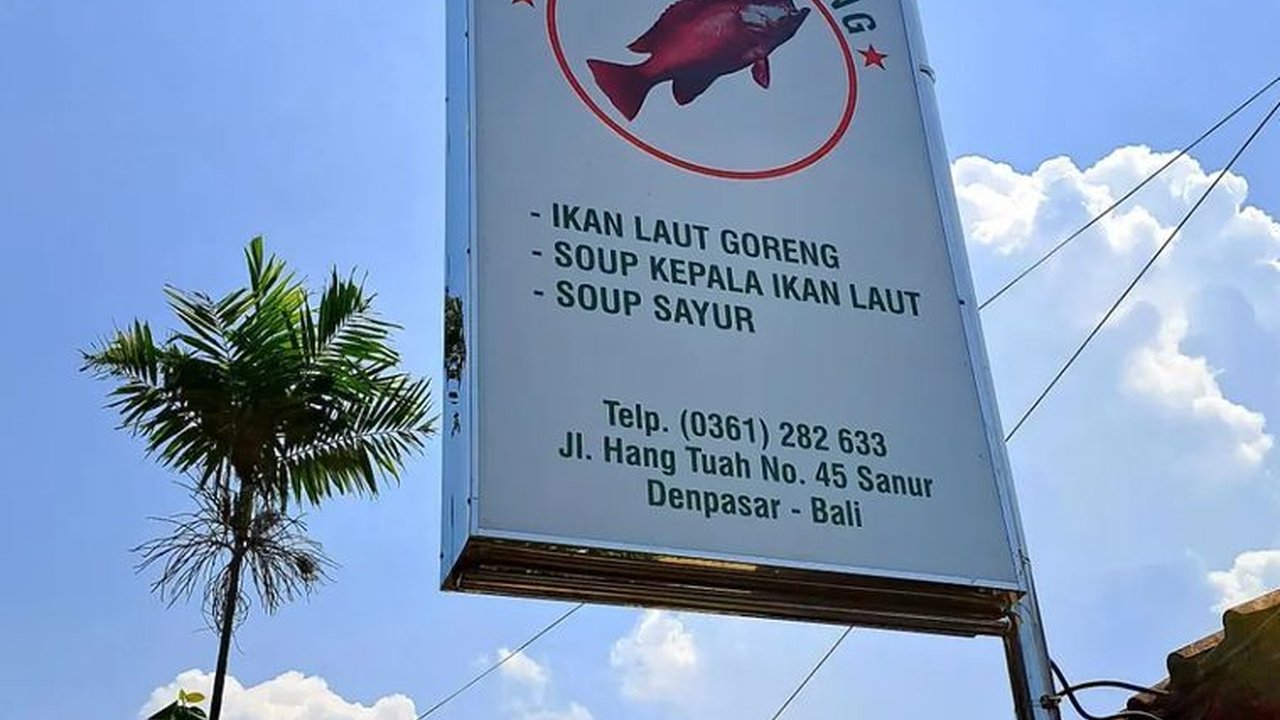 - IKAN LAUT GORENG
- SOUP KEPALA IKAN LAUT
- SOUP SAYUR
Telp. (0361) 282 633
Jl. Hang Tuah No. 45 Sanur
Denpasar - Bali